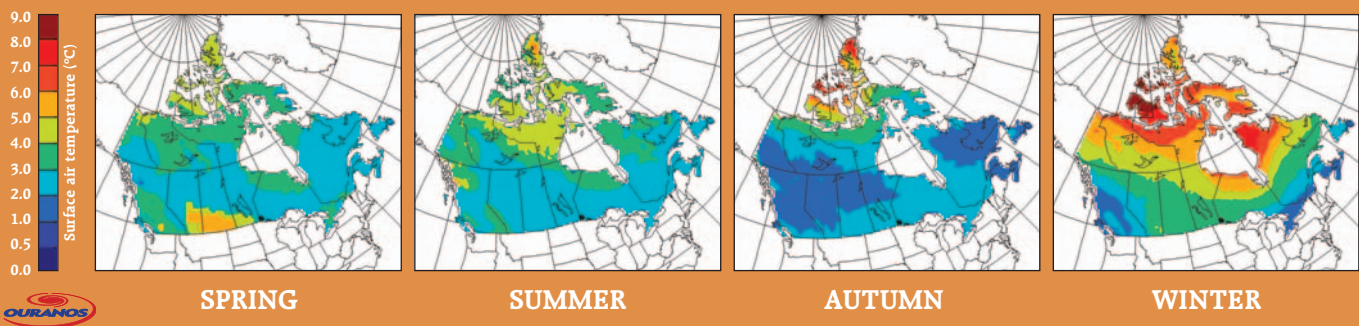 9.0
8.0
7.0
6.0
5.0
4.0
3.0
2.0
1.0
0.5
0.0
Surface air temperature (°C)
OURANOS
SPRING
SUMMER
AUTUMN
WINTER